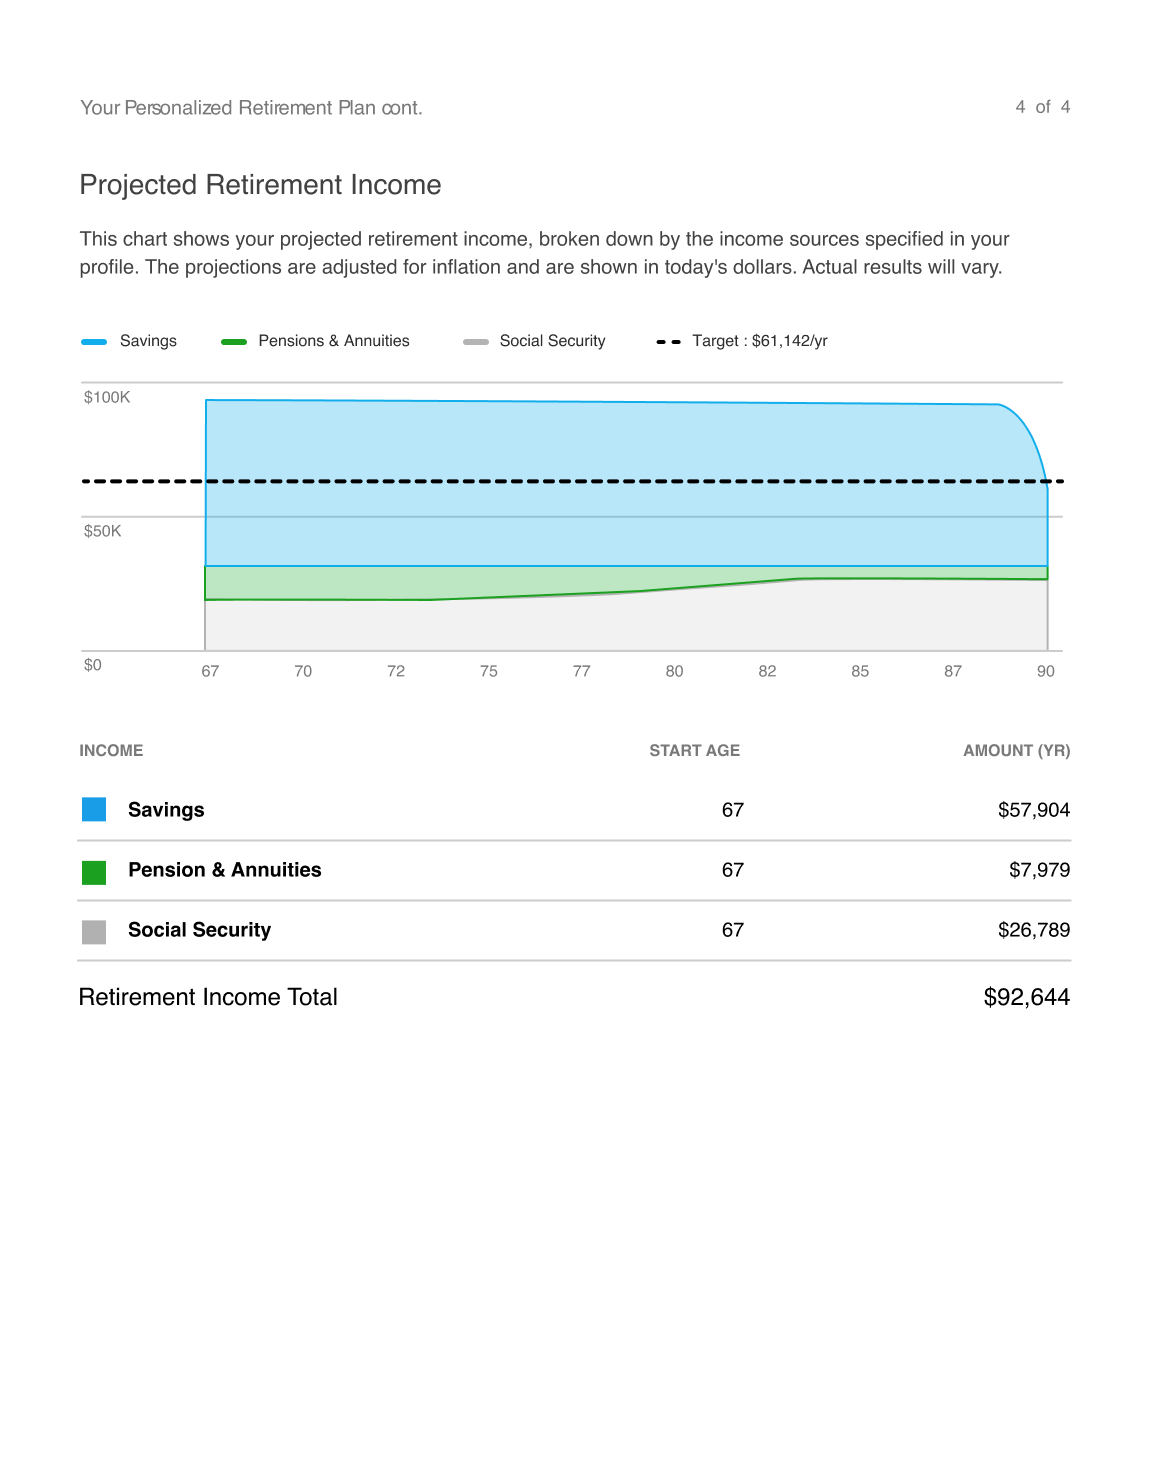 Your Personalized Retirement Plan cont.
4 of 4
Projected Retirement Income
This chart shows your projected retirement income, broken down by the income sources specified in your
profile. The projections are adjusted for inflation and are shown in today's dollars. Actual results will vary.
Savings Pensions & Annuities Social Security Target : $61,142/yr
$100K
$50K
$0
67 70 72 75 77 80 82 85 87 90
INCOME START AGE AMOUNT (YR)
Savings 67 $57,904
Pension & Annuities 67 $7,979
Social Security 67 $26,789
Retirement Income Total $92,644